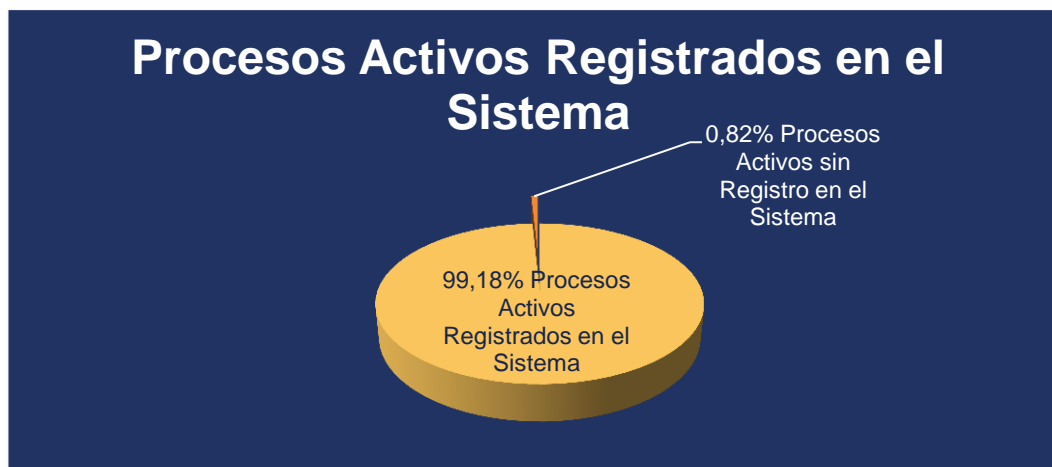 Procesos Activos Registrados en el
Sistema
0,82% Procesos
Activos sin
Registro en el
Sistema
99,18% Procesos
Activos
Registrados en el
Sistema